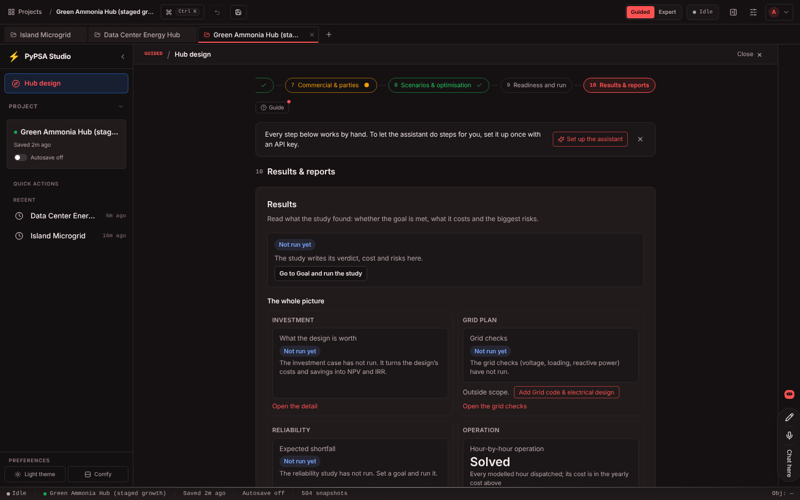 Projects / Green Ammonia Hub (staged gr... Ctrl K Guided Expert Idle A
Island Microgrid Data Center Energy Hub Green Ammonia Hub (sta... × +
PyPSA Studio
GUIDED / Hub design Close ×
Hub design
7 Commercial & parties 8 Scenarios & optimisation 9 Readiness and run 10 Results & reports
PROJECT
Guide
Green Ammonia Hub (stag...
Saved 2m ago
Autosave off
Every step below works by hand. To let the assistant do steps for you, set it up once with
an API key.
Set up the assistant
QUICK ACTIONS
RECENT
Data Center Ener... 6m ago
Island Microgrid 16m ago
10 Results & reports
Results
Read what the study found: whether the goal is met, what it costs and the biggest risks.
Not run yet
The study writes its verdict, cost and risks here.
Go to Goal and run the study
The whole picture
INVESTMENT
What the design is worth
Not run yet
The investment case has not run. It turns the design's
costs and savings into NPV and IRR.
Open the detail
GRID PLAN
Grid checks
Not run yet
The grid checks (voltage, loading, reactive power)
have not run.
Outside scope. Add Grid code & electrical design
Open the grid checks
RELIABILITY
Expected shortfall
Not run yet
The reliability study has not run. Set a goal and run it.
OPERATION
Hour-by-hour operation
Solved
Every modelled hour dispatched; its cost is in the yearly
cost above
Chat here
PREFERENCES
Light theme Comfy
Idle Green Ammonia Hub (staged growth) Saved 2m ago Autosave off 504 snapshots Obj: —